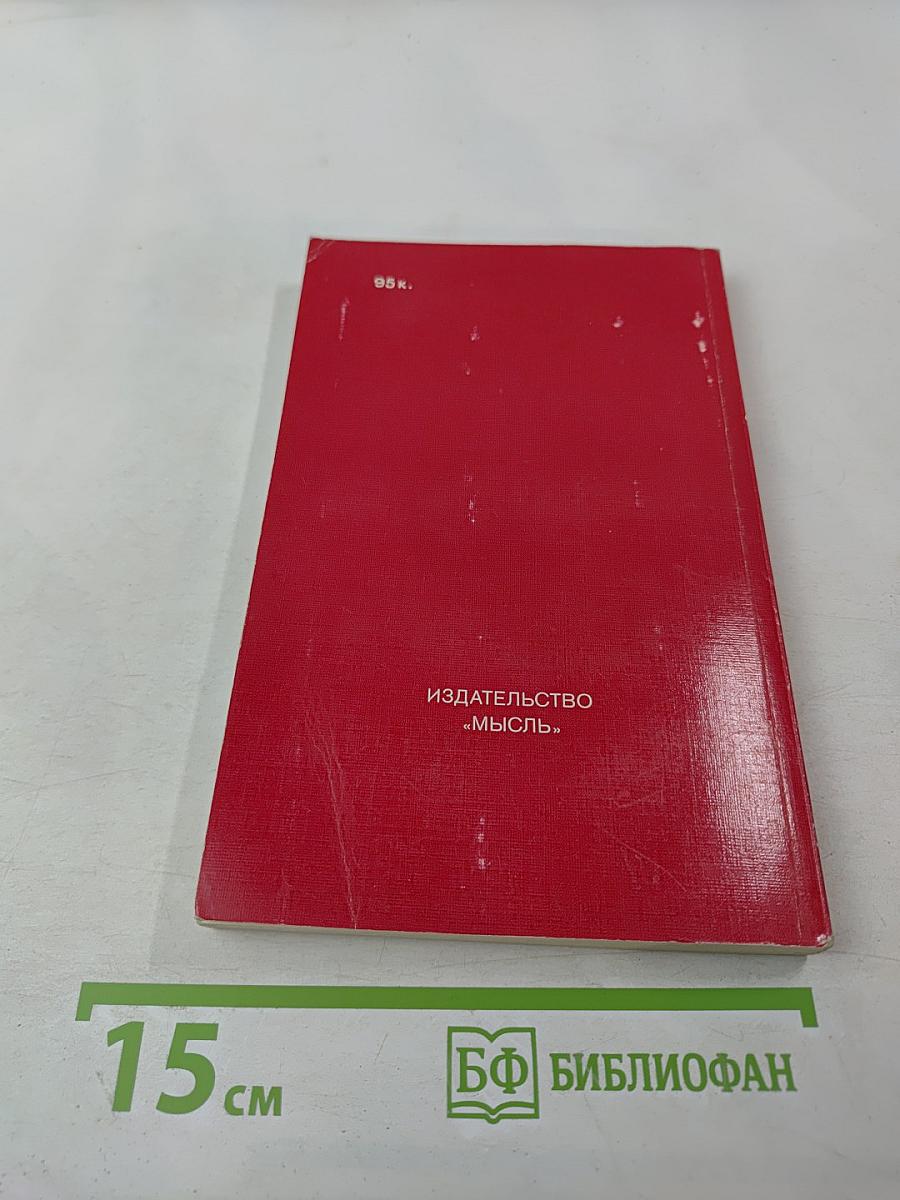 95 к.
ИЗДАТЕЛЬСТВО
«МЫСЛЬ»
15 см
БФ БИБЛИОФАН